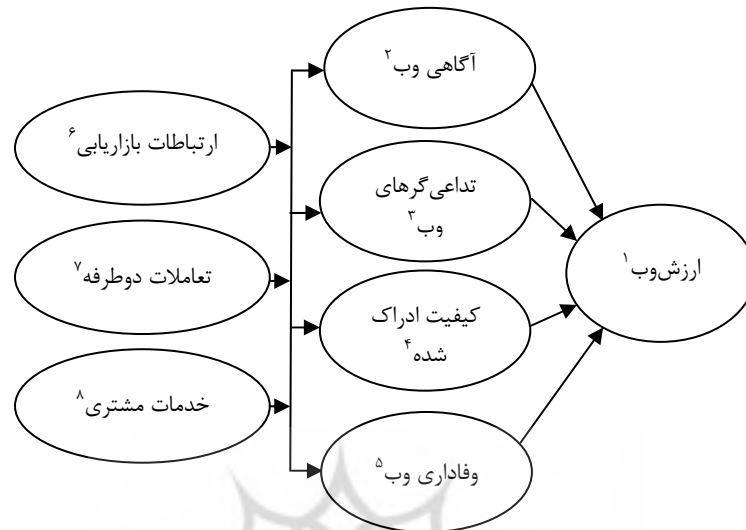 آگاهی وب۲
ارتباطات بازاریابی۶
تداعی‌گرهای
وب۳
ارزش‌وب۱
تعاملات دوطرفه۷
کیفیت ادراک
شده۴
خدمات مشتری۸
وفاداری وب۵